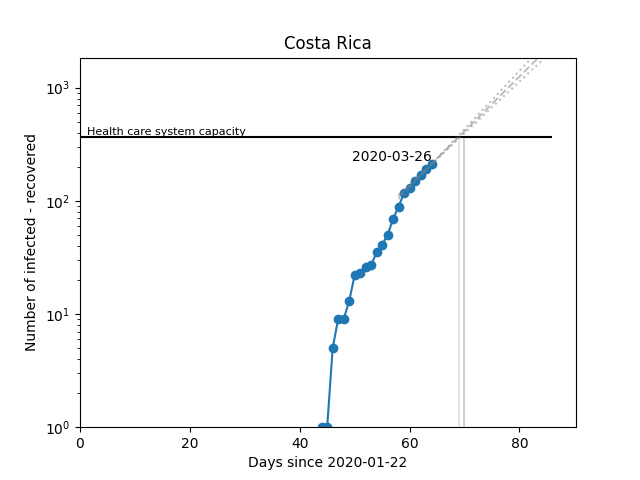 Costa Rica
Number of infected - recovered
10³
10²
10¹
10⁰
Health care system capacity
2020-03-26
0 20 40 60 80
Days since 2020-01-22